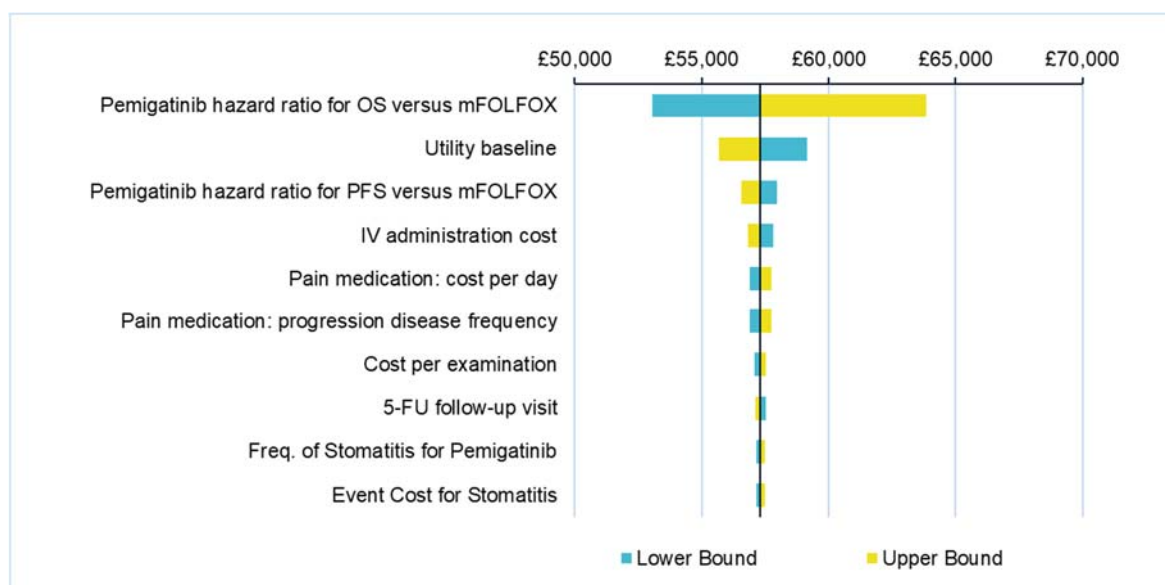 £50,000 £55,000 £60,000 £65,000 £70,000
Pemigatinib hazard ratio for OS versus mFOLFOX
Utility baseline
Pemigatinib hazard ratio for PFS versus mFOLFOX
IV administration cost
Pain medication: cost per day
Pain medication: progression disease frequency
Cost per examination
5-FU follow-up visit
Freq. of Stomatitis for Pemigatinib
Event Cost for Stomatitis
Lower Bound Upper Bound